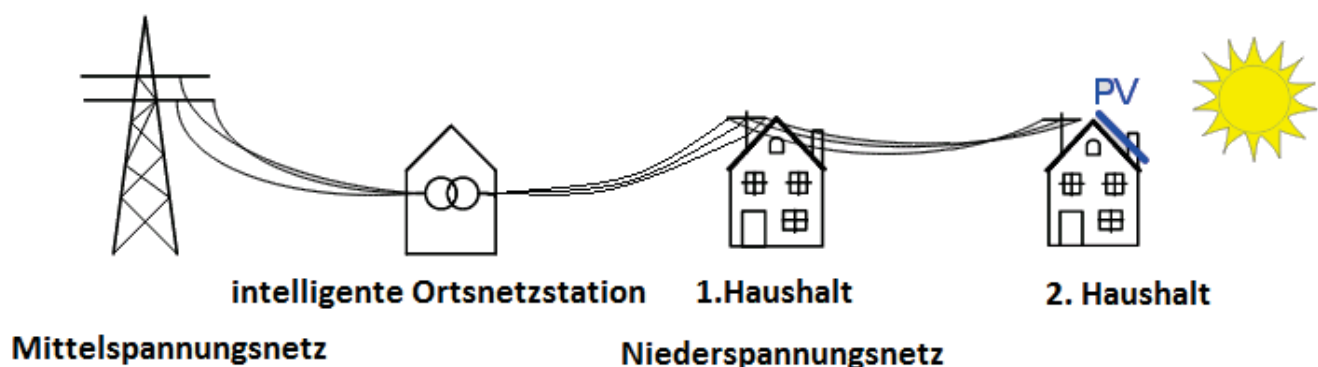 PV
intelligente Ortsnetzstation
1.Haushalt
2. Haushalt
Mittelspannungsnetz
Niederspannungsnetz